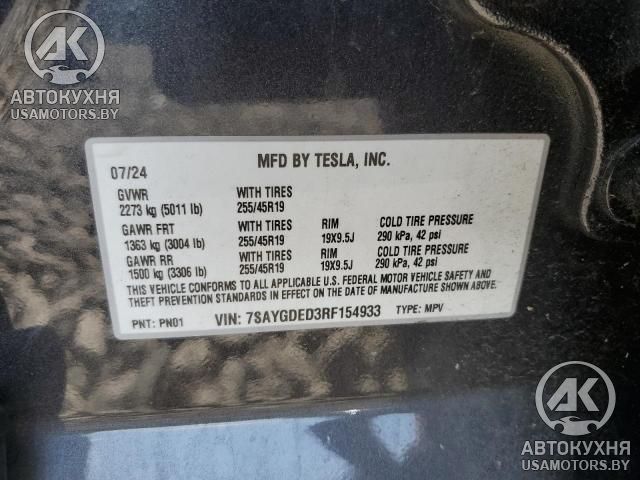 АК
АВТОКУХНЯ
USAMOTORS.BY
07/24
MFD BY TESLA, INC.
GVWR WITH TIRES
2273 kg (5011 lb) 255/45R19
GAWR FRT WITH TIRES RIM COLD TIRE PRESSURE
1363 kg (3004 lb) 255/45R19 19X9.5J 290 kPa, 42 psi
GAWR RR WITH TIRES RIM COLD TIRE PRESSURE
1500 kg (3306 lb) 255/45R19 19X9.5J 290 kPa, 42 psi
THIS VEHICLE CONFORMS TO ALL APPLICABLE U.S. FEDERAL MOTOR VEHICLE SAFETY AND
THEFT PREVENTION STANDARDS IN EFFECT ON THE DATE OF MANUFACTURE SHOWN ABOVE.
PNT: PN01 VIN: 7SAYGDED3RF154933 TYPE: MPV
АК
АВТОКУХНЯ
USAMOTORS.BY